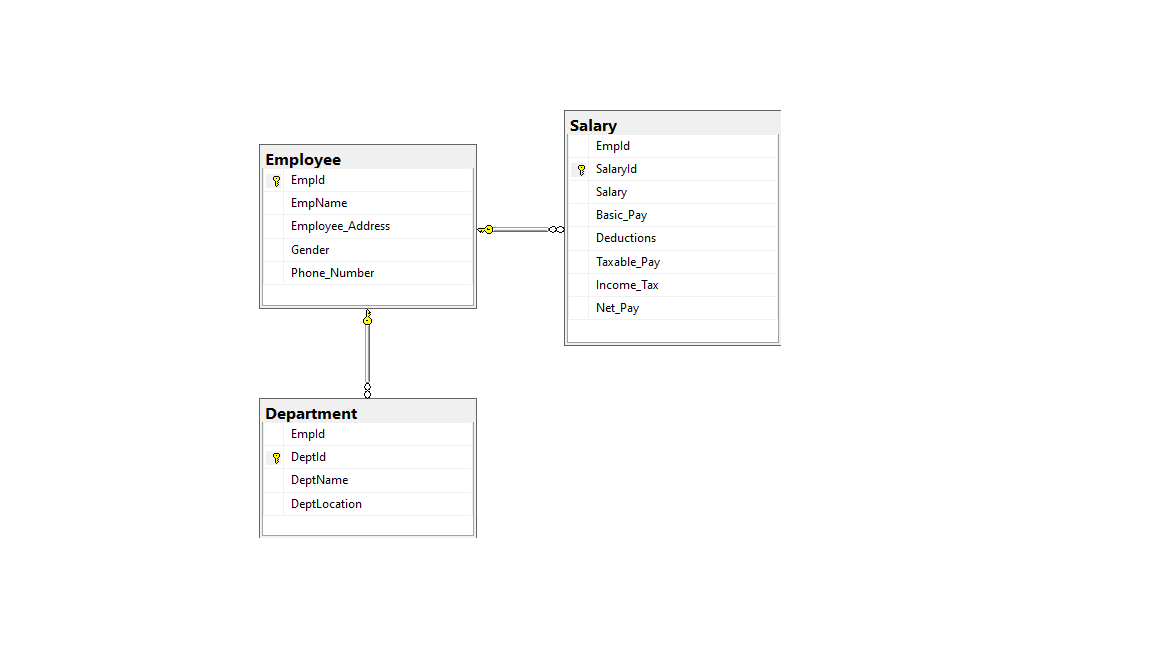 Employee
EmpId
EmpName
Employee_Address
Gender
Phone_Number
Salary
EmpId
SalaryId
Salary
Basic_Pay
Deductions
Taxable_Pay
Income_Tax
Net_Pay
Department
EmpId
DeptId
DeptName
DeptLocation